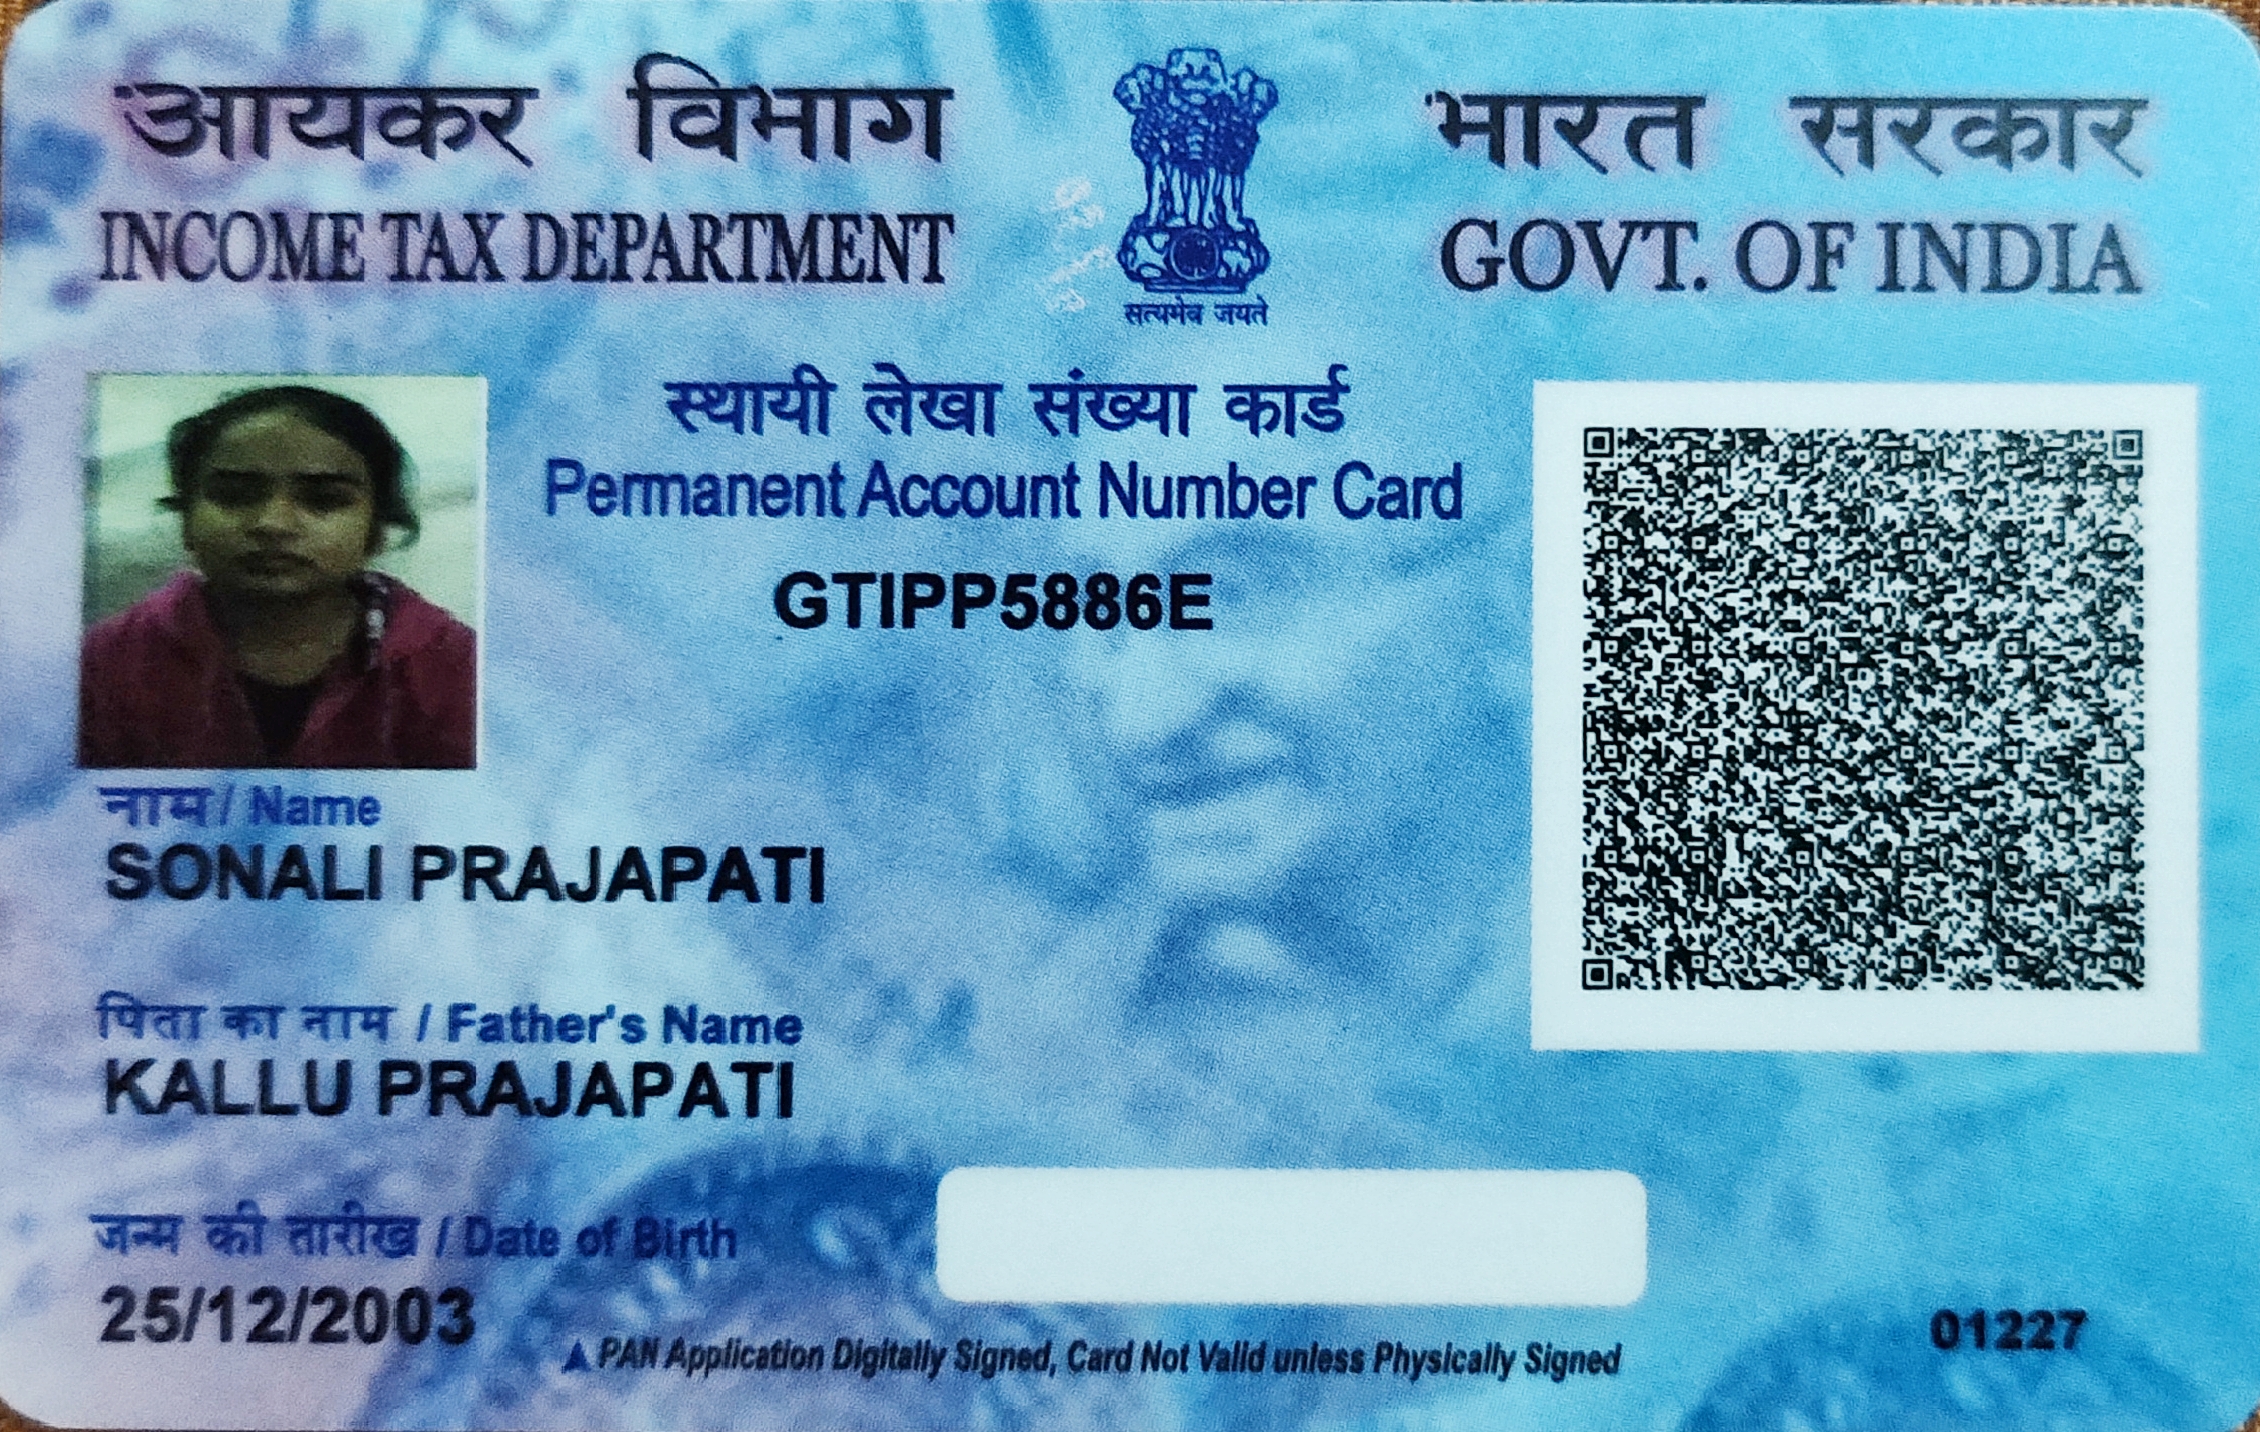 आयकर विभाग
INCOME TAX DEPARTMENT
भारत सरकार
GOVT. OF INDIA
सत्यमेव जयते
स्थायी लेखा संख्या कार्ड
Permanent Account Number Card
GTIPP5886E
नाम / Name
SONALI PRAJAPATI
पिता का नाम / Father's Name
KALLU PRAJAPATI
जन्म की तारीख / Date of Birth
25/12/2003
PAN Application Digitally Signed, Card Not Valid unless Physically Signed
01227